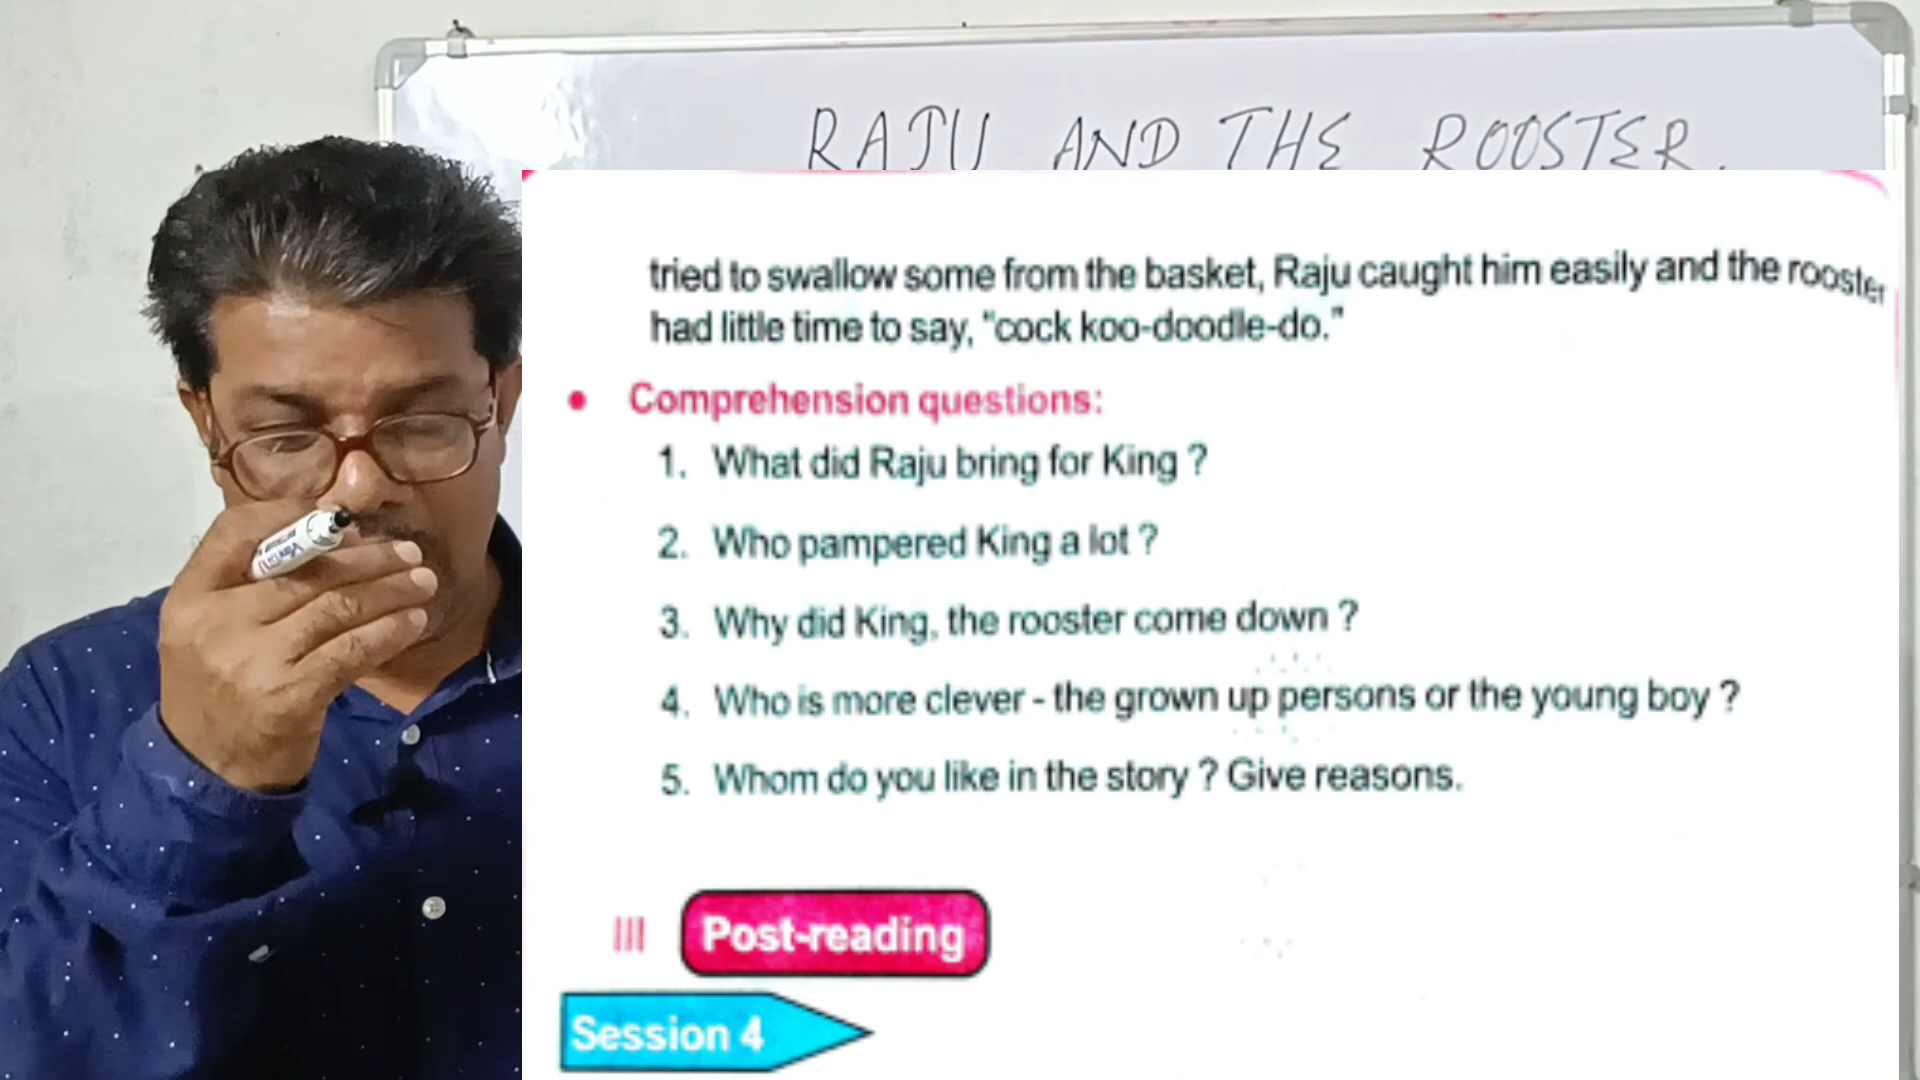 RAJU AND THE ROOSTER.
tried to swallow some from the basket, Raju caught him easily and the rooster
had little time to say, "cock koo-doodle-do."
• Comprehension questions:
1. What did Raju bring for King ?
2. Who pampered King a lot ?
3. Why did King, the rooster come down ?
4. Who is more clever - the grown up persons or the young boy ?
5. Whom do you like in the story ? Give reasons.
III Post-reading
Session 4